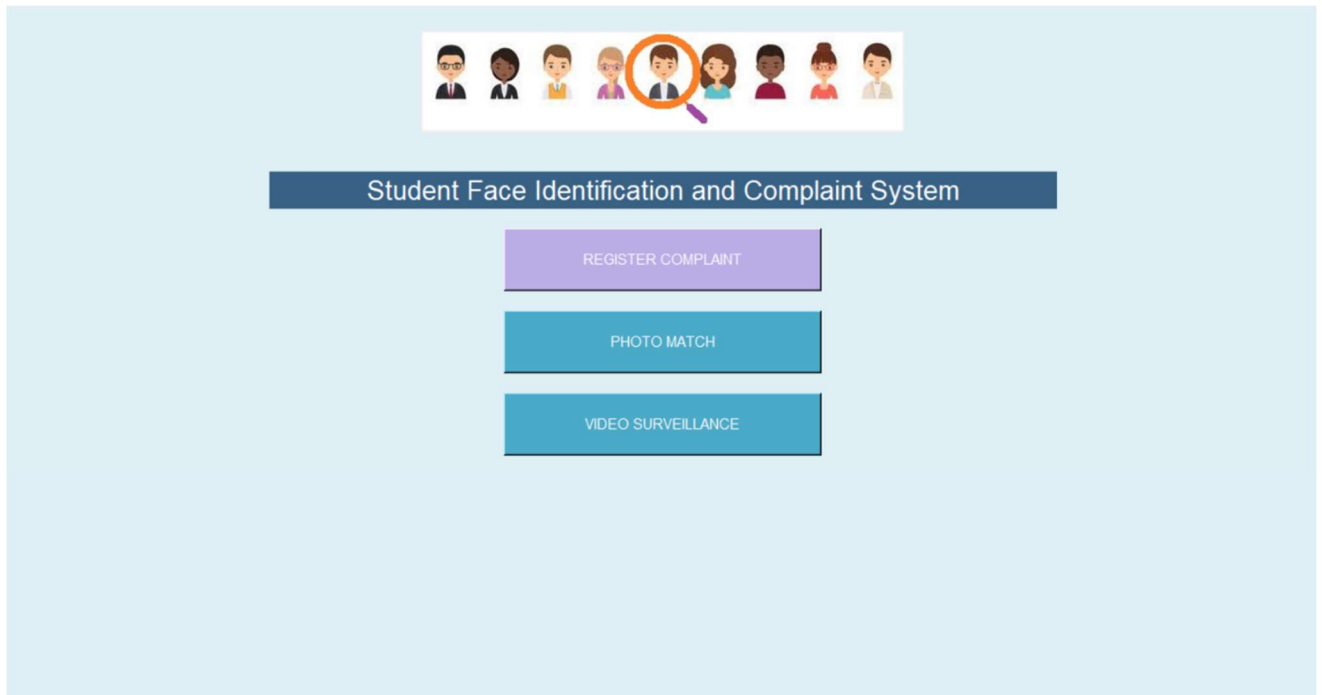 Student Face Identification and Complaint System
REGISTER COMPLAINT
PHOTO MATCH
VIDEO SURVEILLANCE